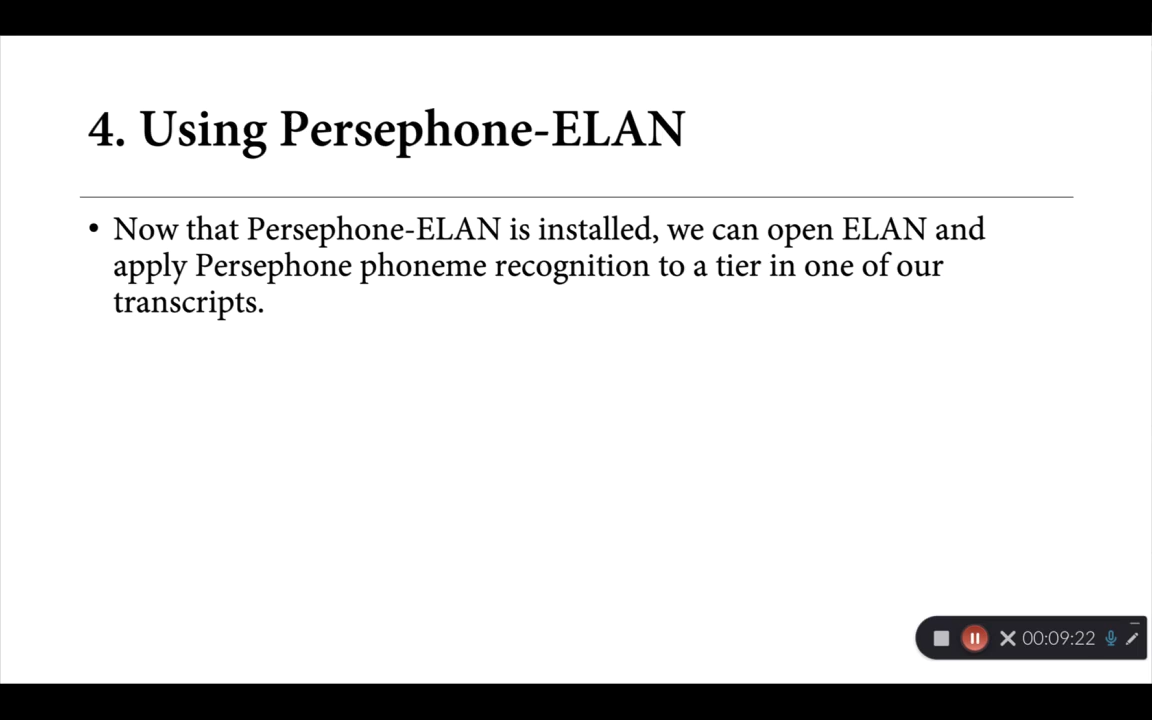 4. Using Persephone-ELAN
• Now that Persephone-ELAN is installed, we can open ELAN and
apply Persephone phoneme recognition to a tier in one of our
transcripts.
00:09:22